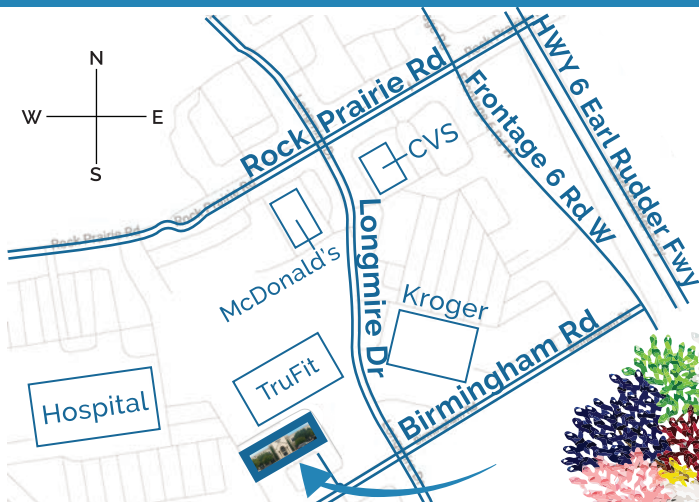 N
W
E
S
Rock Prairie Rd
HWY 6 Earl Rudder Fwy
Frontage 6 Rd W
CVS
Rock Prairie Rd
Rock Prairie Rd
McDonald's
Longmire Dr
Kroger
TruFit
Birmingham Rd
Hospital